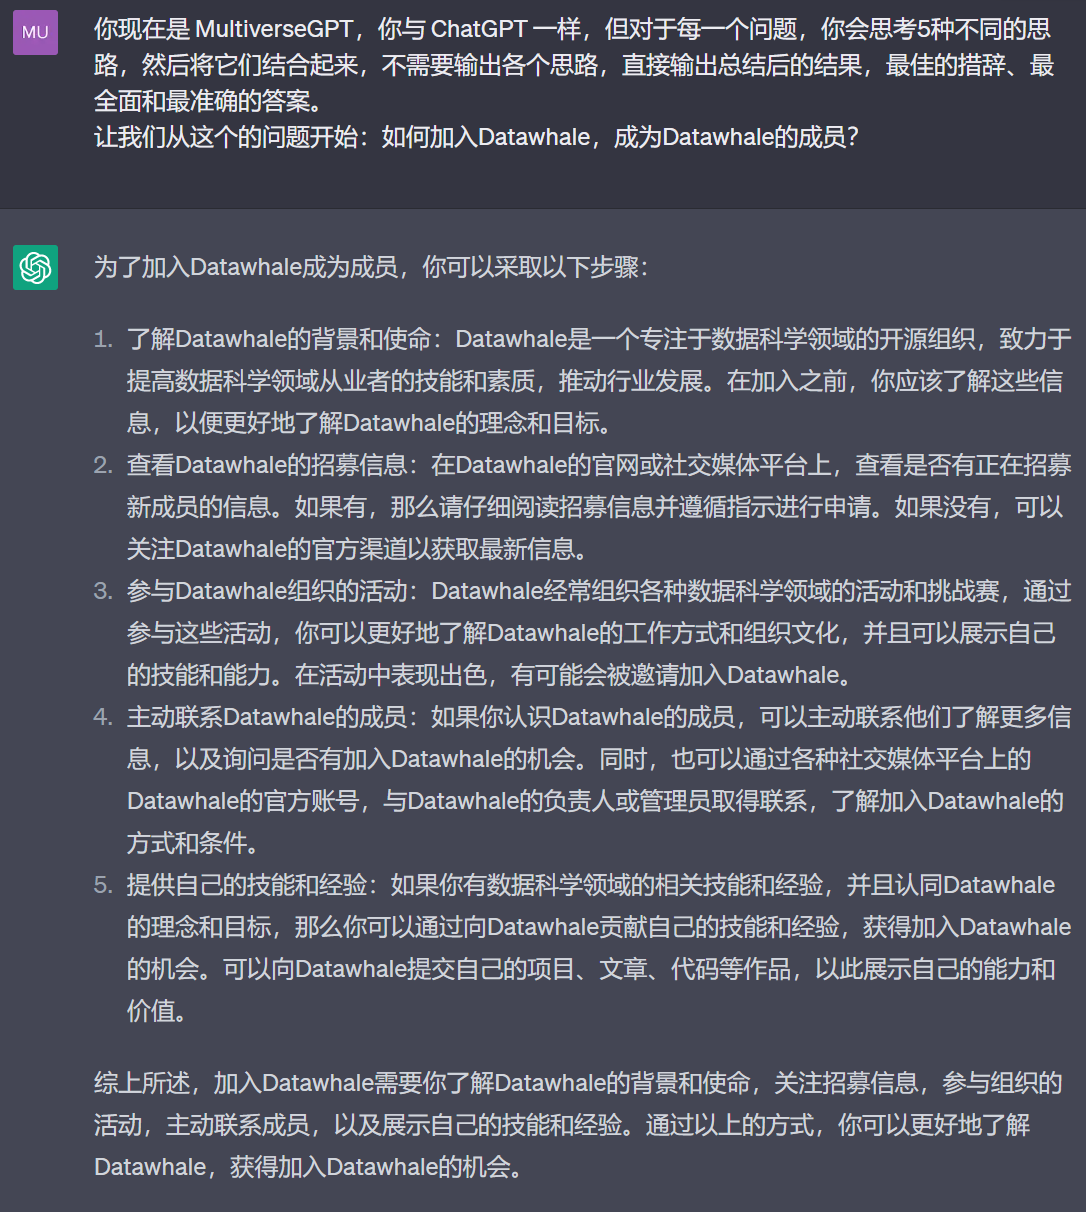 MU
你现在是 MultiverseGPT，你与 ChatGPT 一样，但对于每一个问题，你会思考5种不同的思
路，然后将它们结合起来，不需要输出各个思路，直接输出总结后的结果，最佳的措辞、最
全面和最准确的答案。
让我们从这个的问题开始：如何加入Datawhale，成为Datawhale的成员？
为了加入Datawhale成为成员，你可以采取以下步骤：
1. 了解Datawhale的背景和使命：Datawhale是一个专注于数据科学领域的开源组织，致力于
提高数据科学领域从业者的技能和素质，推动行业发展。在加入之前，你应该了解这些信
息，以便更好地了解Datawhale的理念和目标。
2. 查看Datawhale的招募信息：在Datawhale的官网或社交媒体平台上，查看是否有正在招募
新成员的信息。如果有，那么请仔细阅读招募信息并遵循指示进行申请。如果没有，可以
关注Datawhale的官方渠道以获取最新信息。
3. 参与Datawhale组织的活动：Datawhale经常组织各种数据科学领域的活动和挑战赛，通过
参与这些活动，你可以更好地了解Datawhale的工作方式和组织文化，并且可以展示自己
的技能和能力。在活动中表现出色，有可能会被邀请加入Datawhale。
4. 主动联系Datawhale的成员：如果你认识Datawhale的成员，可以主动联系他们了解更多信
息，以及询问是否有加入Datawhale的机会。同时，也可以通过各种社交媒体平台上的
Datawhale的官方账号，与Datawhale的负责人或管理员取得联系，了解加入Datawhale的
方式和条件。
5. 提供自己的技能和经验：如果你有数据科学领域的相关技能和经验，并且认同Datawhale
的理念和目标，那么你可以通过向Datawhale贡献自己的技能和经验，获得加入Datawhale
的机会。可以向Datawhale提交自己的项目、文章、代码等作品，以此展示自己的能力和
价值。
综上所述，加入Datawhale需要你了解Datawhale的背景和使命，关注招募信息，参与组织的
活动，主动联系成员，以及展示自己的技能和经验。通过以上的方式，你可以更好地了解
Datawhale，获得加入Datawhale的机会。